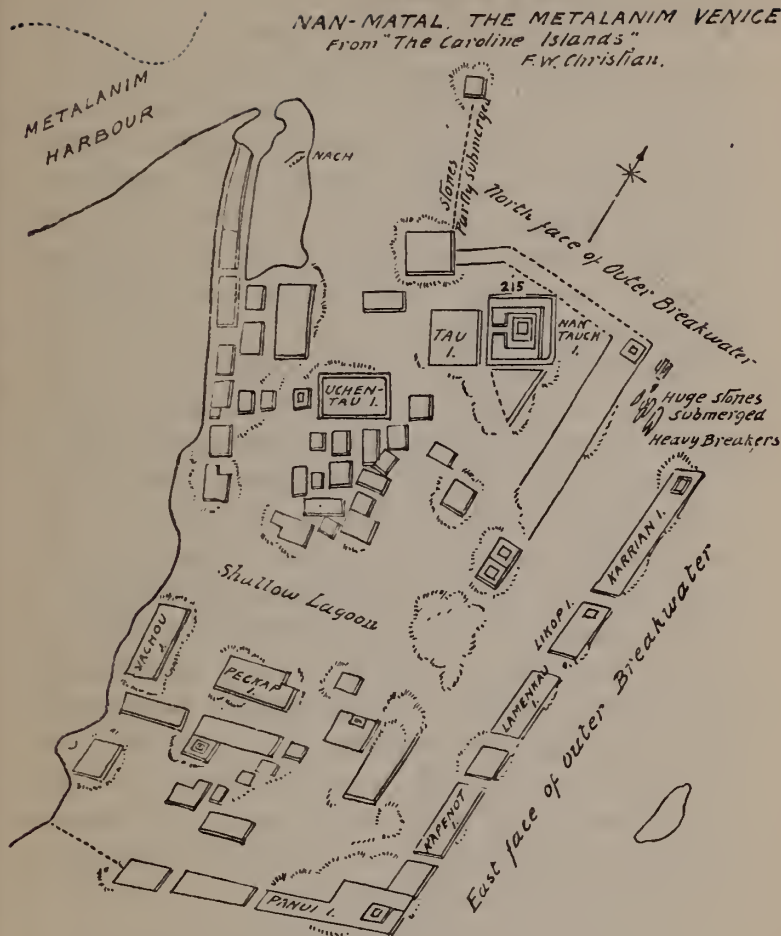 NAN-MATAL. THE METALANIM VENICE
From "The Caroline Islands",
F.W. Christian.
METALANIM
HARBOUR
NACH
Stones
Partly submerged
North face of Outer Breakwater
215
TAU
I.
NAN
TAUCH
I.
UCHEN-
TAU I.
Huge stones
submerged
Heavy Breakers
KARRIAN I.
Shallow Lagoon
LIKOP I.
PECKAP
I.
LAMENKAU
I.
KAPENOT
I.
East face of outer Breakwater
PANUI I.